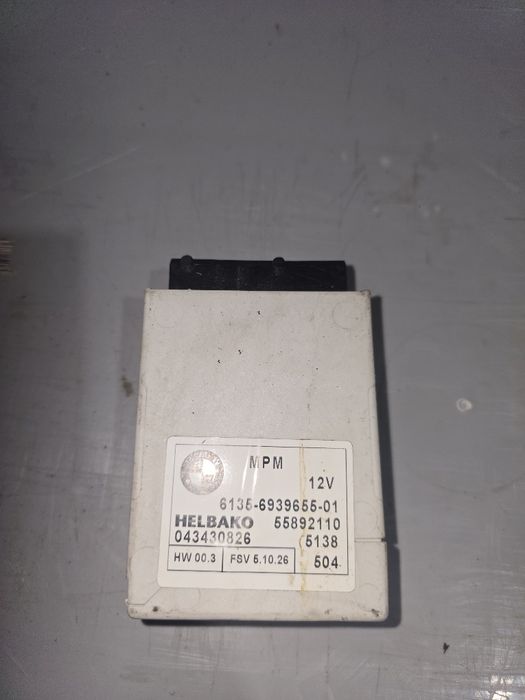 MPM
12V
6135-6939655-01
HELBAKO 55892110
043430826 5138
HW 00.3 FSV 5.10.26 504